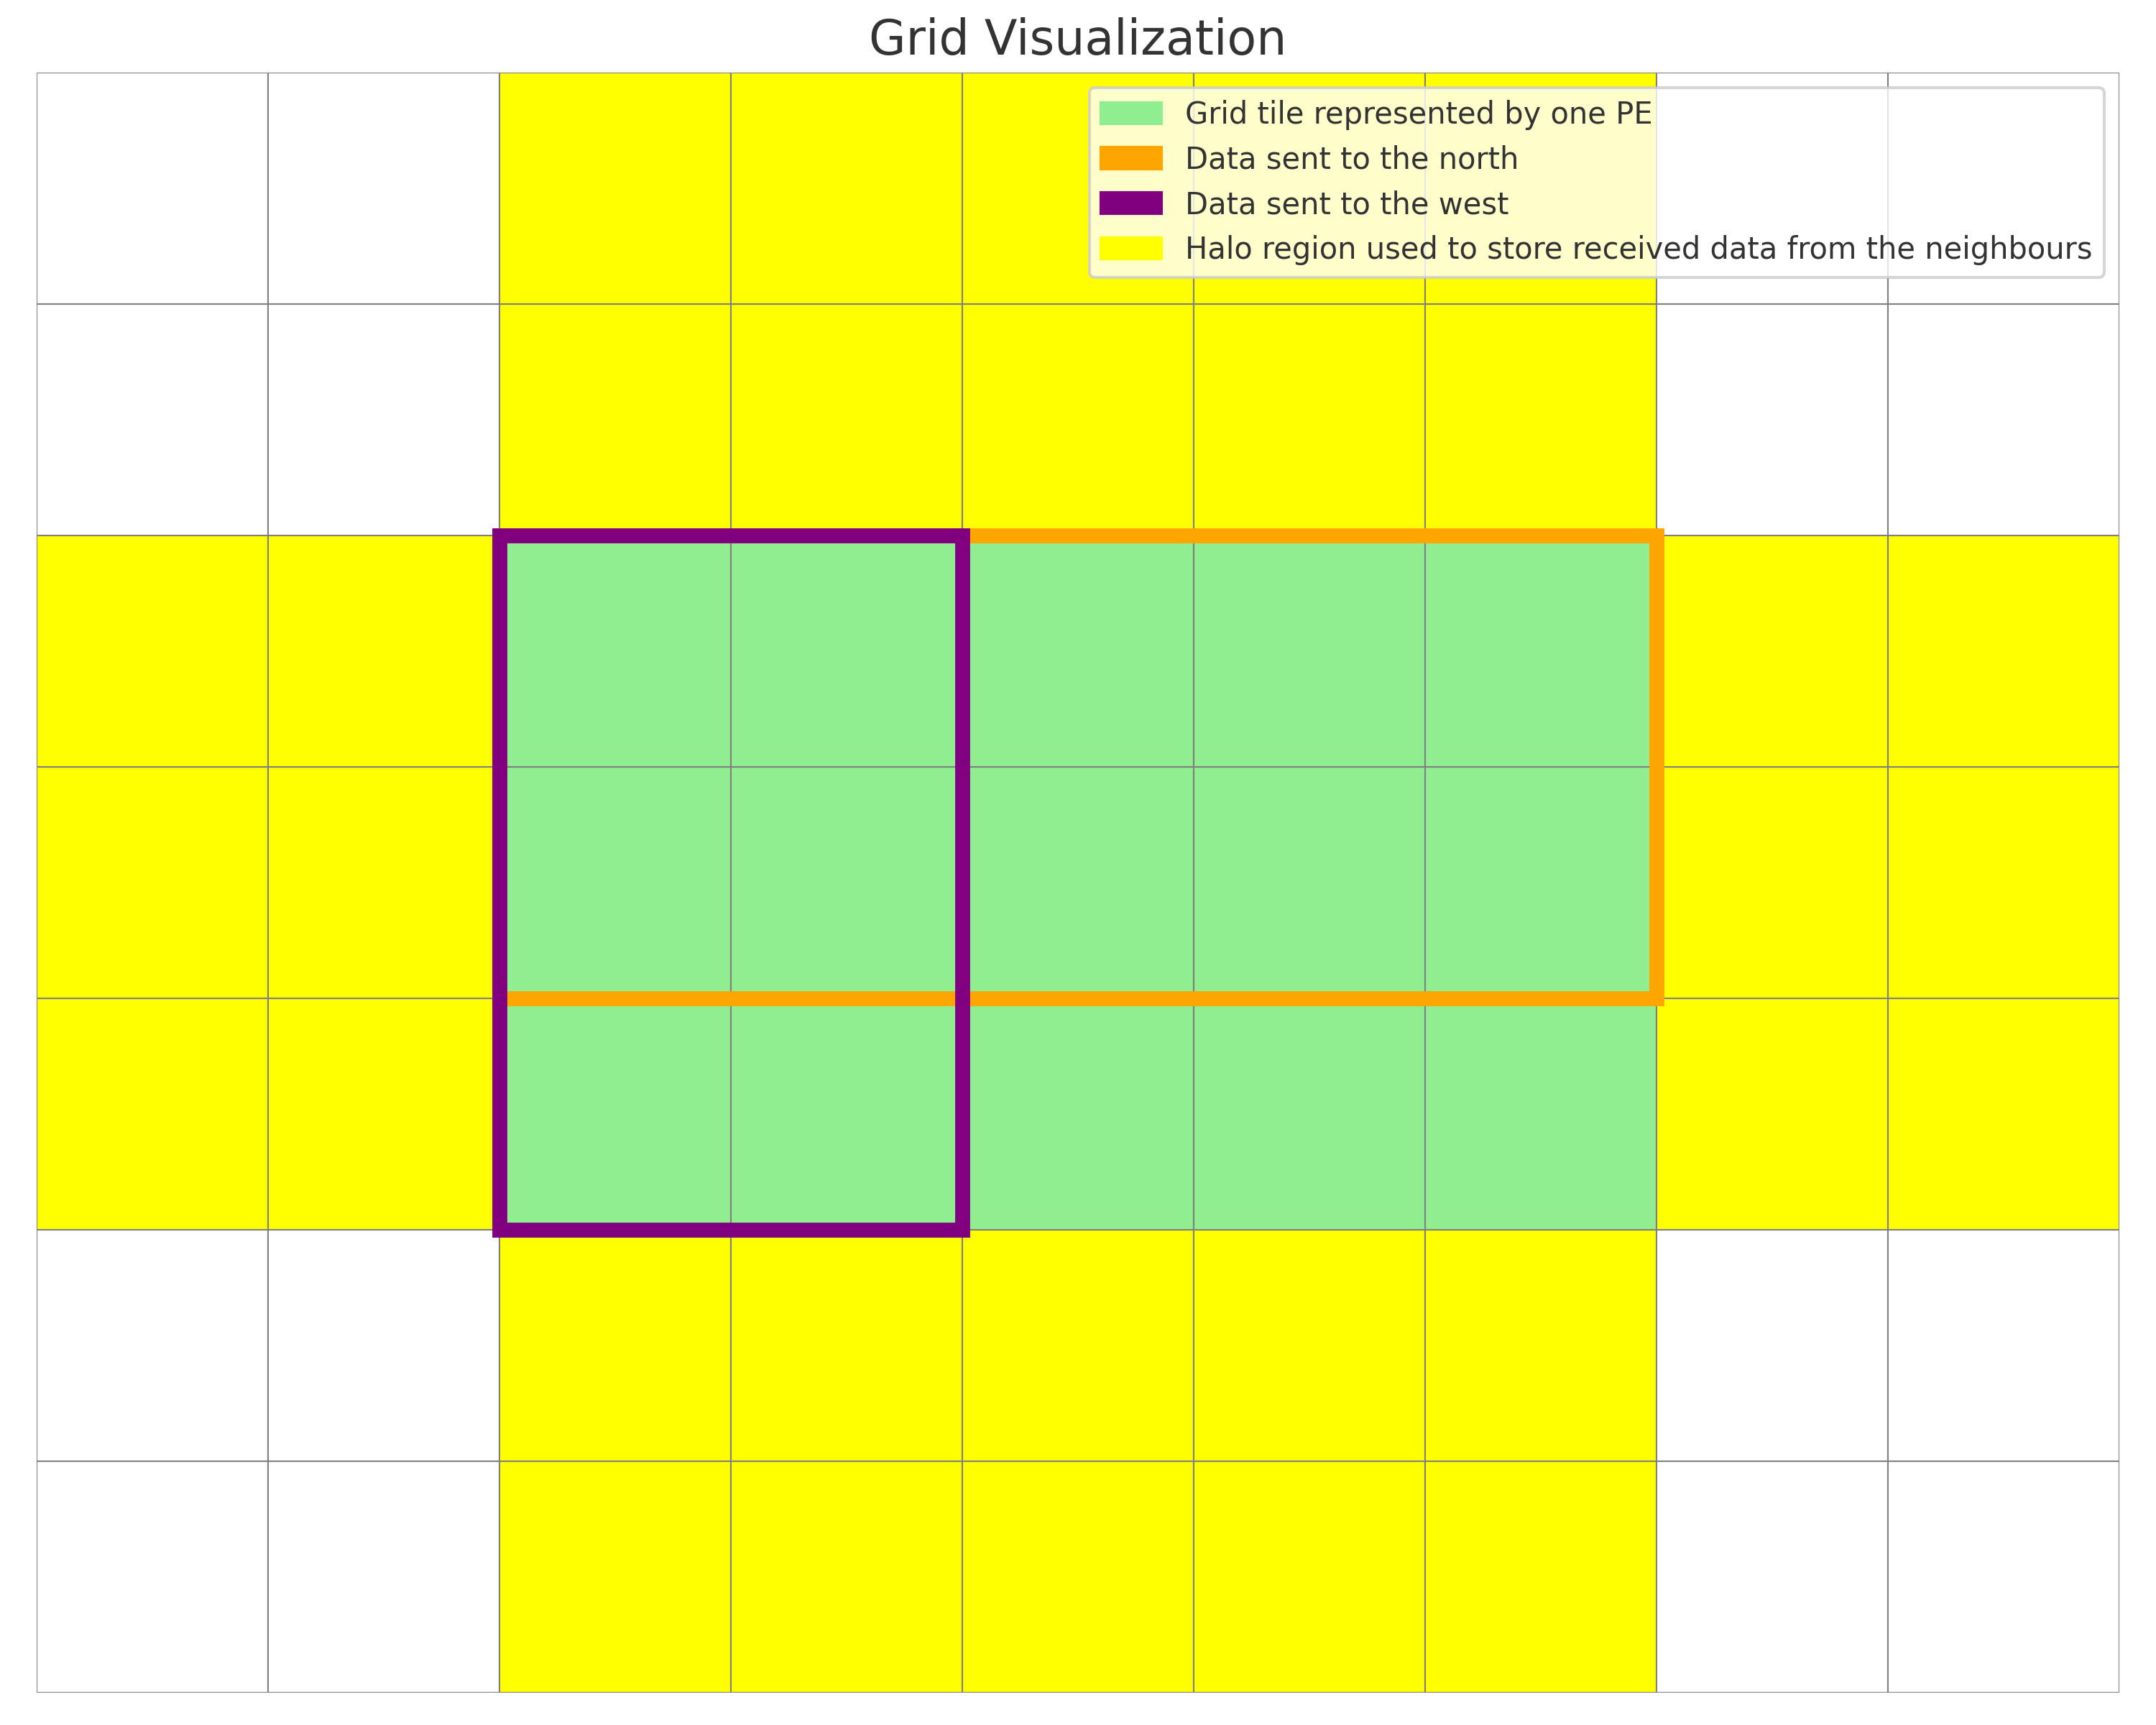 Grid Visualization
Grid tile represented by one PE
Data sent to the north
Data sent to the west
Halo region used to store received data from the neighbours